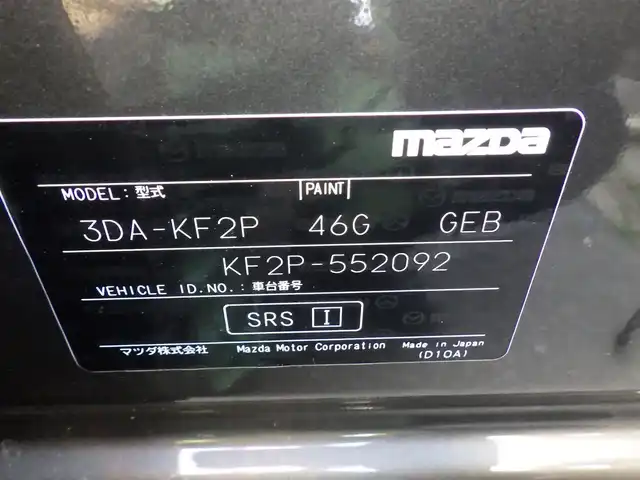 mazda
MODEL: 型式 PAINT
3DA-KF2P 46G GEB
KF2P-552092
VEHICLE ID.NO.: 車台番号
SRS I
マツダ株式会社 Mazda Motor Corporation Made in Japan
(D10A)